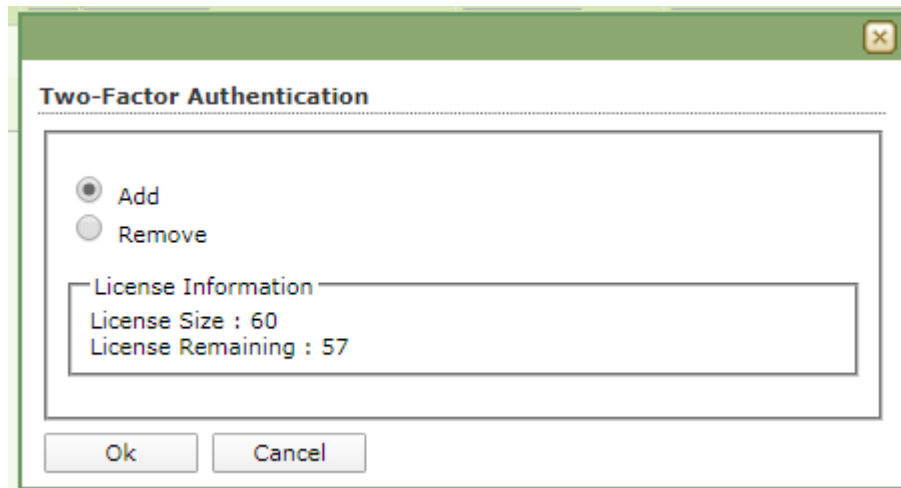 Two-Factor Authentication
Add
Remove
License Information
License Size : 60
License Remaining : 57
Ok
Cancel